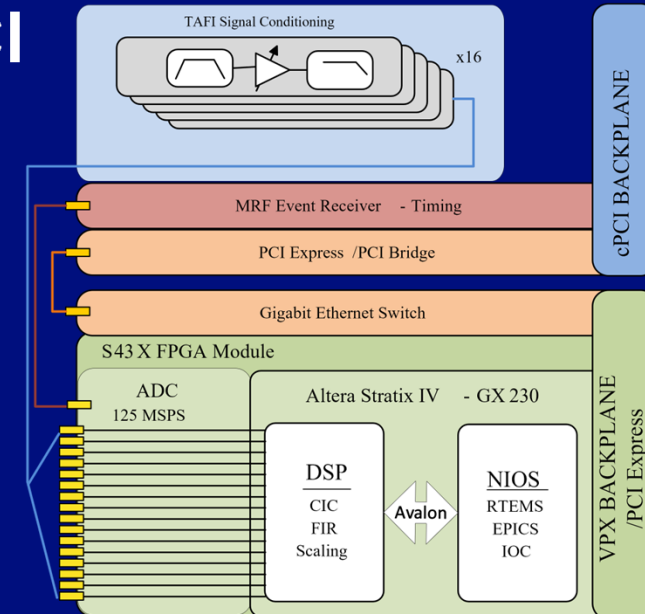 CI
TAFI Signal Conditioning
x16
cPCI BACKPLANE
MRF Event Receiver - Timing
PCI Express /PCI Bridge
Gigabit Ethernet Switch
S43X FPGA Module
ADC
125 MSPS
Altera Stratix IV - GX 230
DSP
CIC
FIR
Scaling
Avalon
NIOS
RTEMS
EPICS
IOC
VPX BACKPLANE
/PCI Express